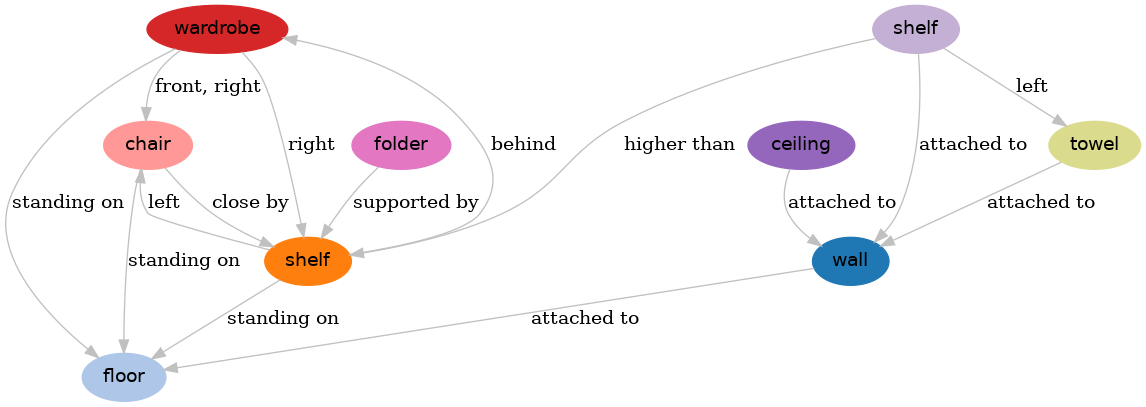 wardrobe
shelf
front, right
left
chair
folder
right
behind
higher than
ceiling
attached to
towel
standing on
left
close by
supported by
attached to
attached to
standing on
shelf
wall
standing on
attached to
floor